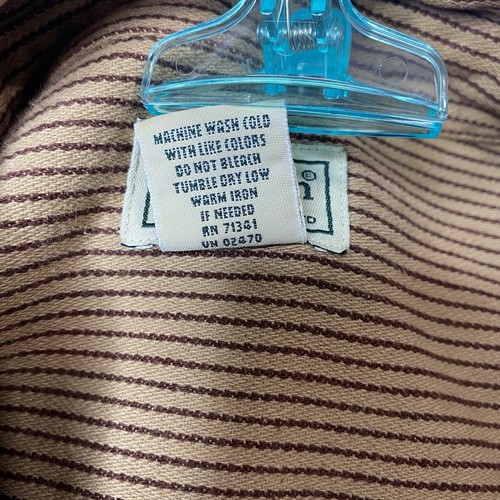 MACHINE WASH COLD
WITH LIKE COLORS
DO NOT BLEACH
TUMBLE DRY LOW
WARM IRON
IF NEEDED
RN 71341
VN 02470